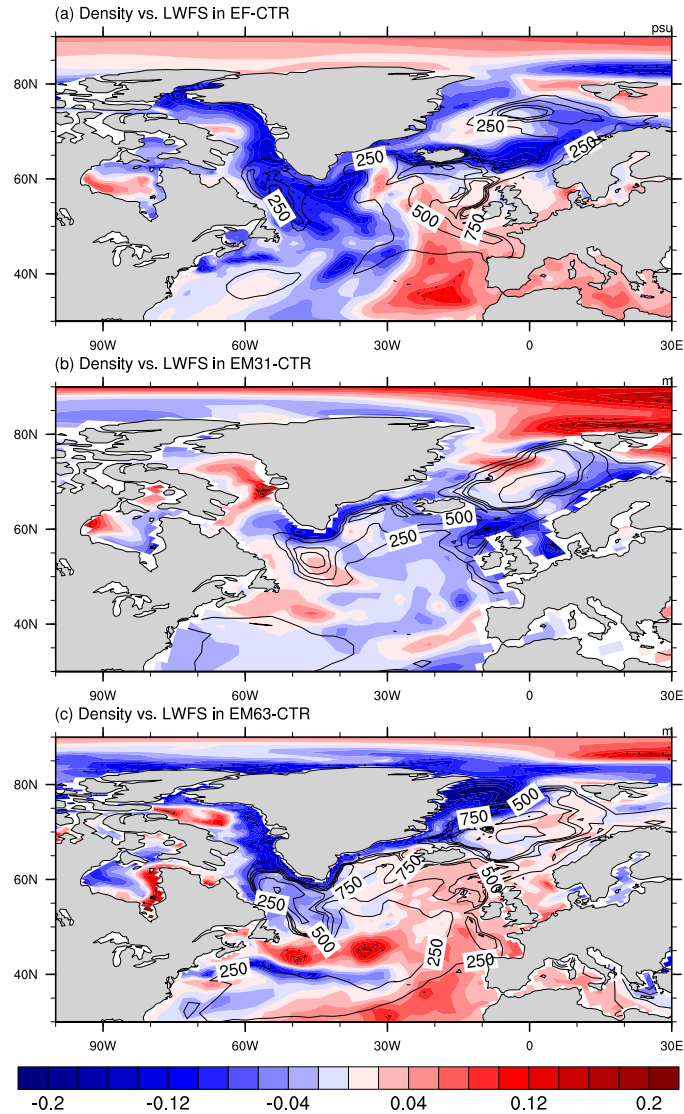 (a) Density vs. LWFS in EF-CTR
psu
80N
60N
40N
250
250
250
250
500
750
90W
60W
30W
0
30E
(b) Density vs. LWFS in EM31-CTR
m
80N
60N
40N
500
250
90W
60W
30W
0
30E
(c) Density vs. LWFS in EM63-CTR
m
80N
60N
40N
500
750
750
500
750
250
500
250
250
250
90W
60W
30W
0
30E
-0.2
-0.12
-0.04
0.04
0.12
0.2